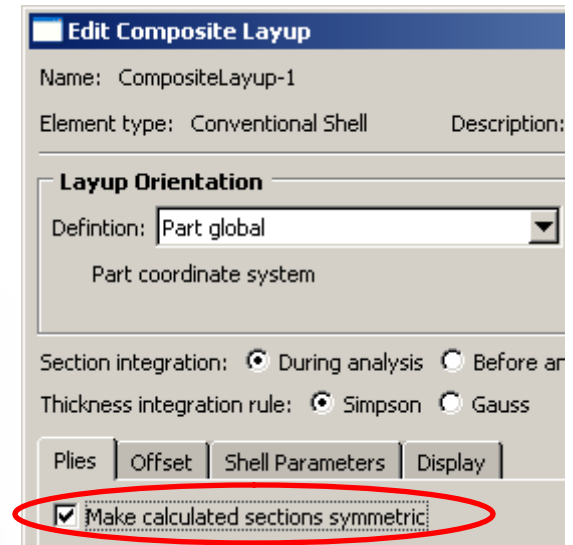 Edit Composite Layup
Name: CompositeLayup-1
Element type: Conventional Shell Description:
Layup Orientation
Defintion: Part global
Part coordinate system
Section integration: During analysis Before an
Thickness integration rule: Simpson Gauss
Plies Offset Shell Parameters Display
Make calculated sections symmetric